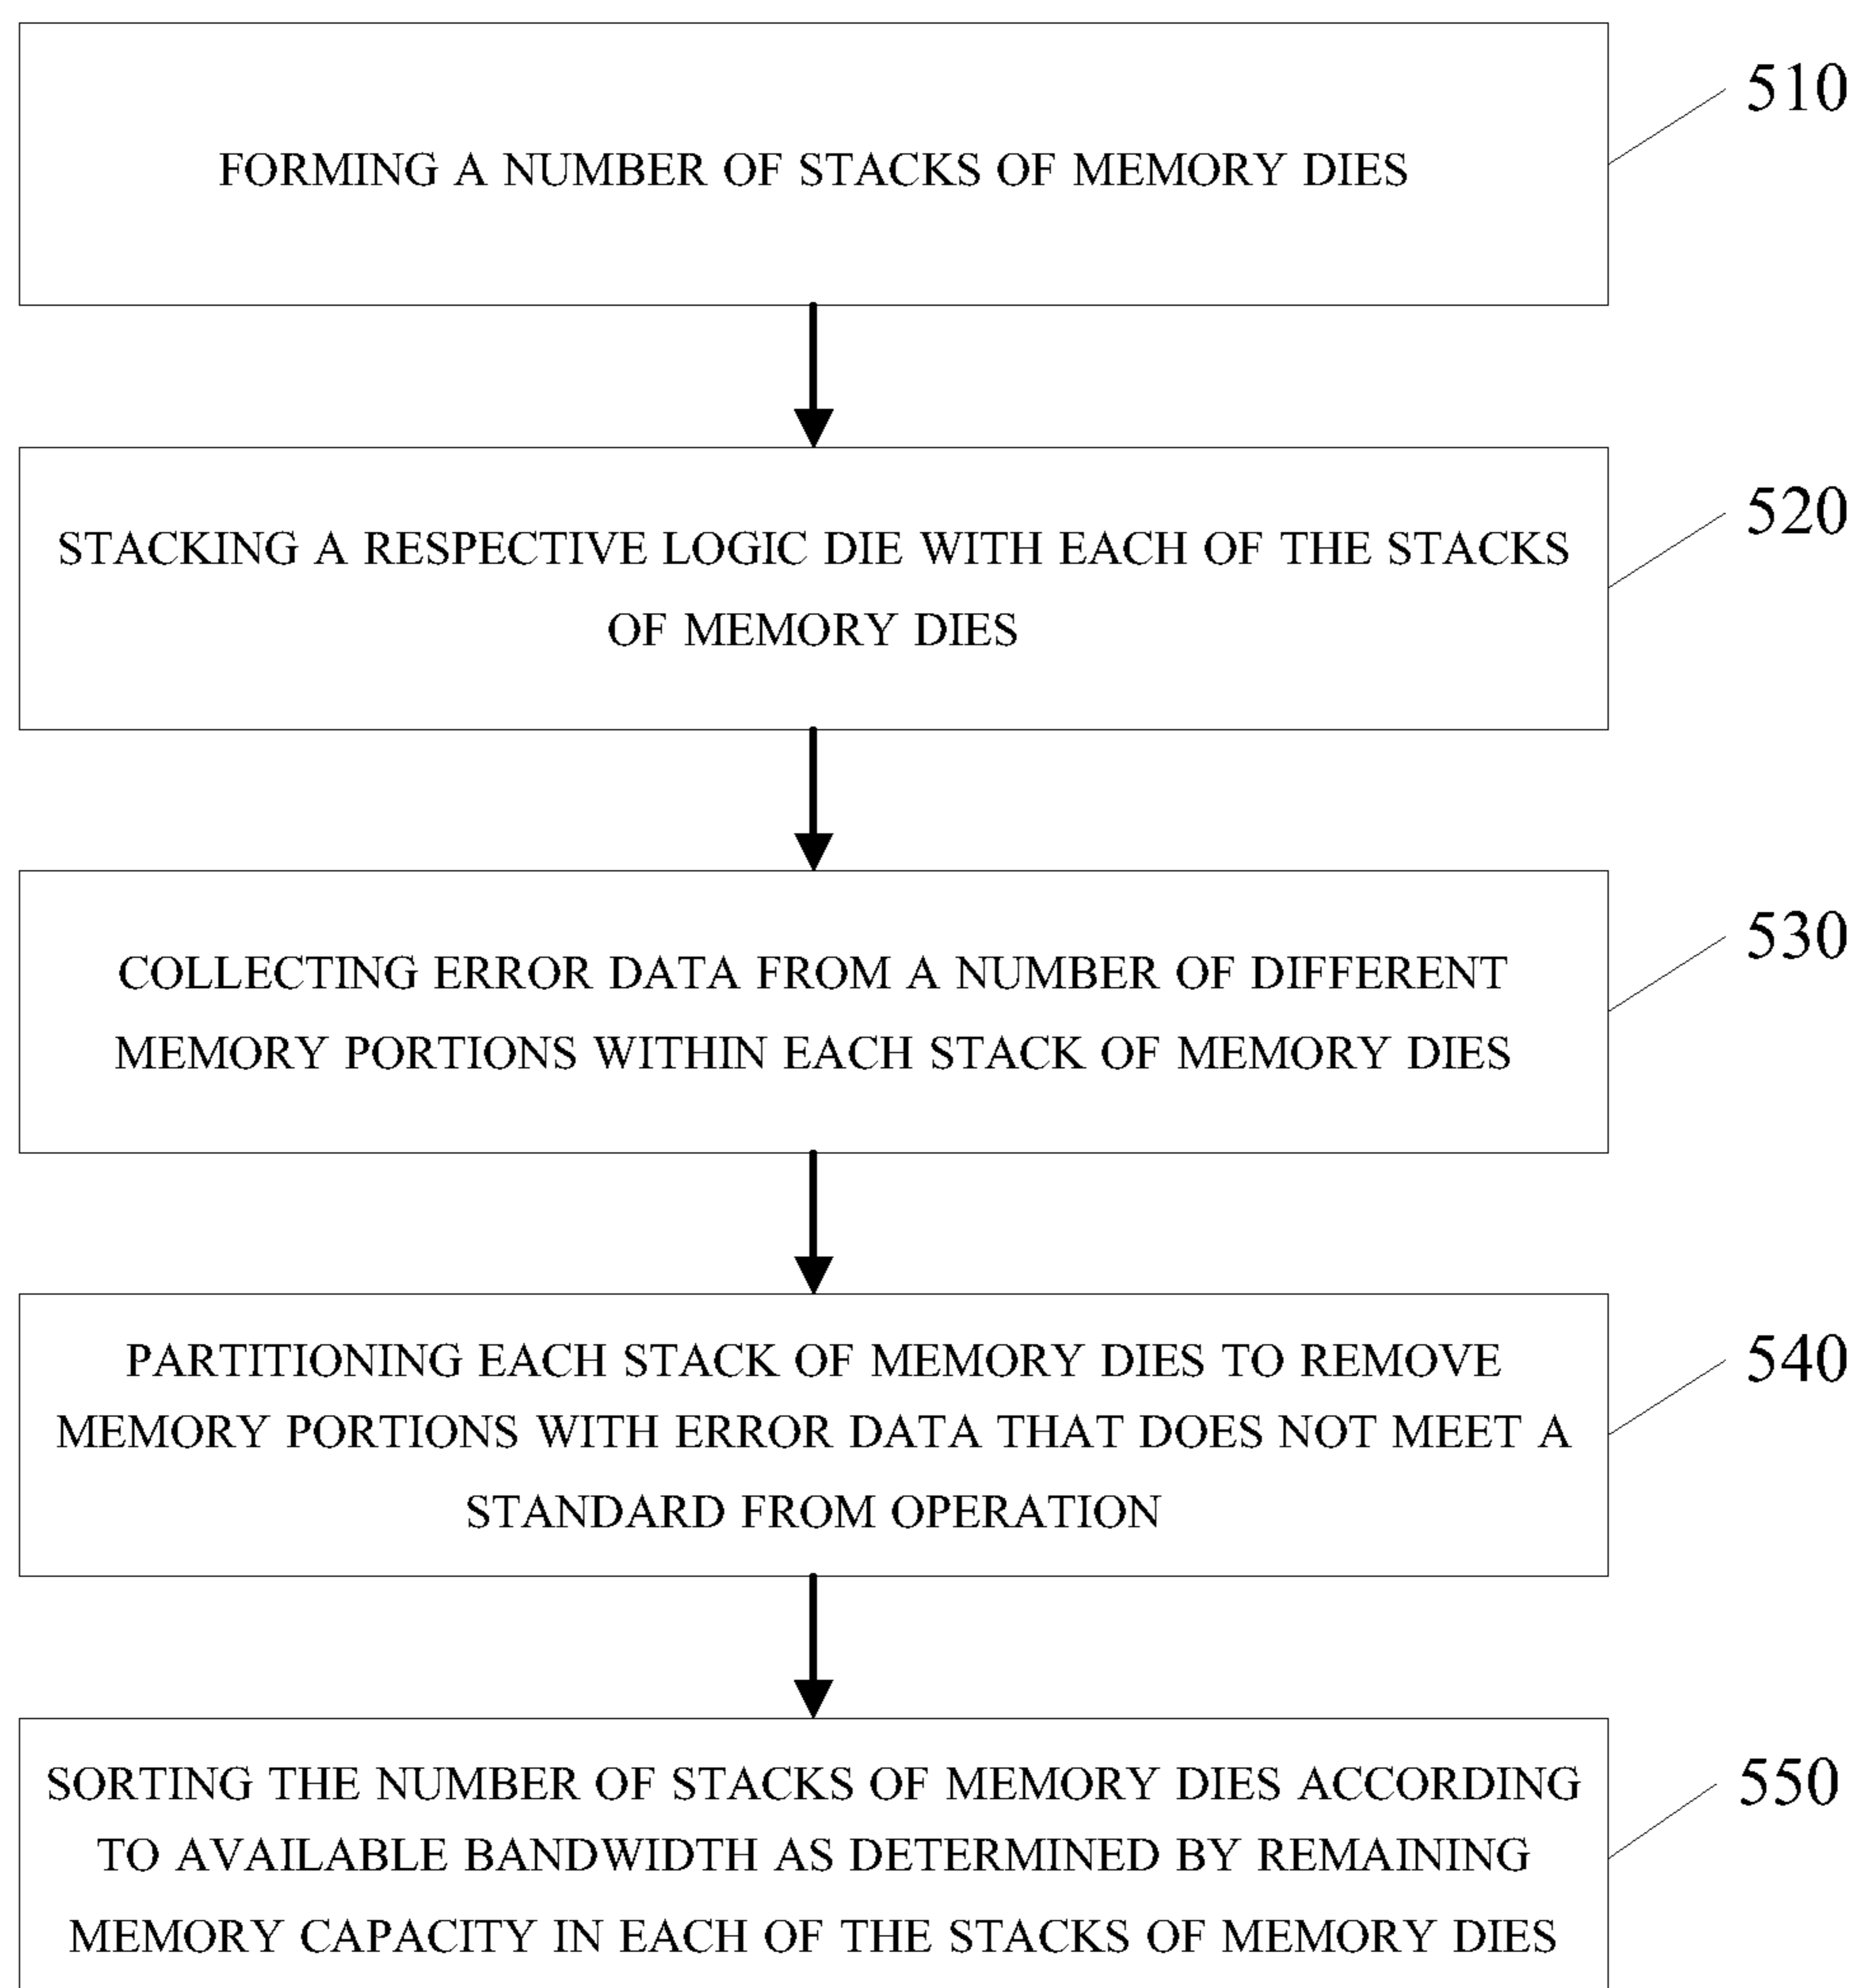 510
FORMING A NUMBER OF STACKS OF MEMORY DIES
520
STACKING A RESPECTIVE LOGIC DIE WITH EACH OF THE STACKS
OF MEMORY DIES
530
COLLECTING ERROR DATA FROM A NUMBER OF DIFFERENT
MEMORY PORTIONS WITHIN EACH STACK OF MEMORY DIES
540
PARTITIONING EACH STACK OF MEMORY DIES TO REMOVE
MEMORY PORTIONS WITH ERROR DATA THAT DOES NOT MEET A
STANDARD FROM OPERATION
550
SORTING THE NUMBER OF STACKS OF MEMORY DIES ACCORDING
TO AVAILABLE BANDWIDTH AS DETERMINED BY REMAINING
MEMORY CAPACITY IN EACH OF THE STACKS OF MEMORY DIES